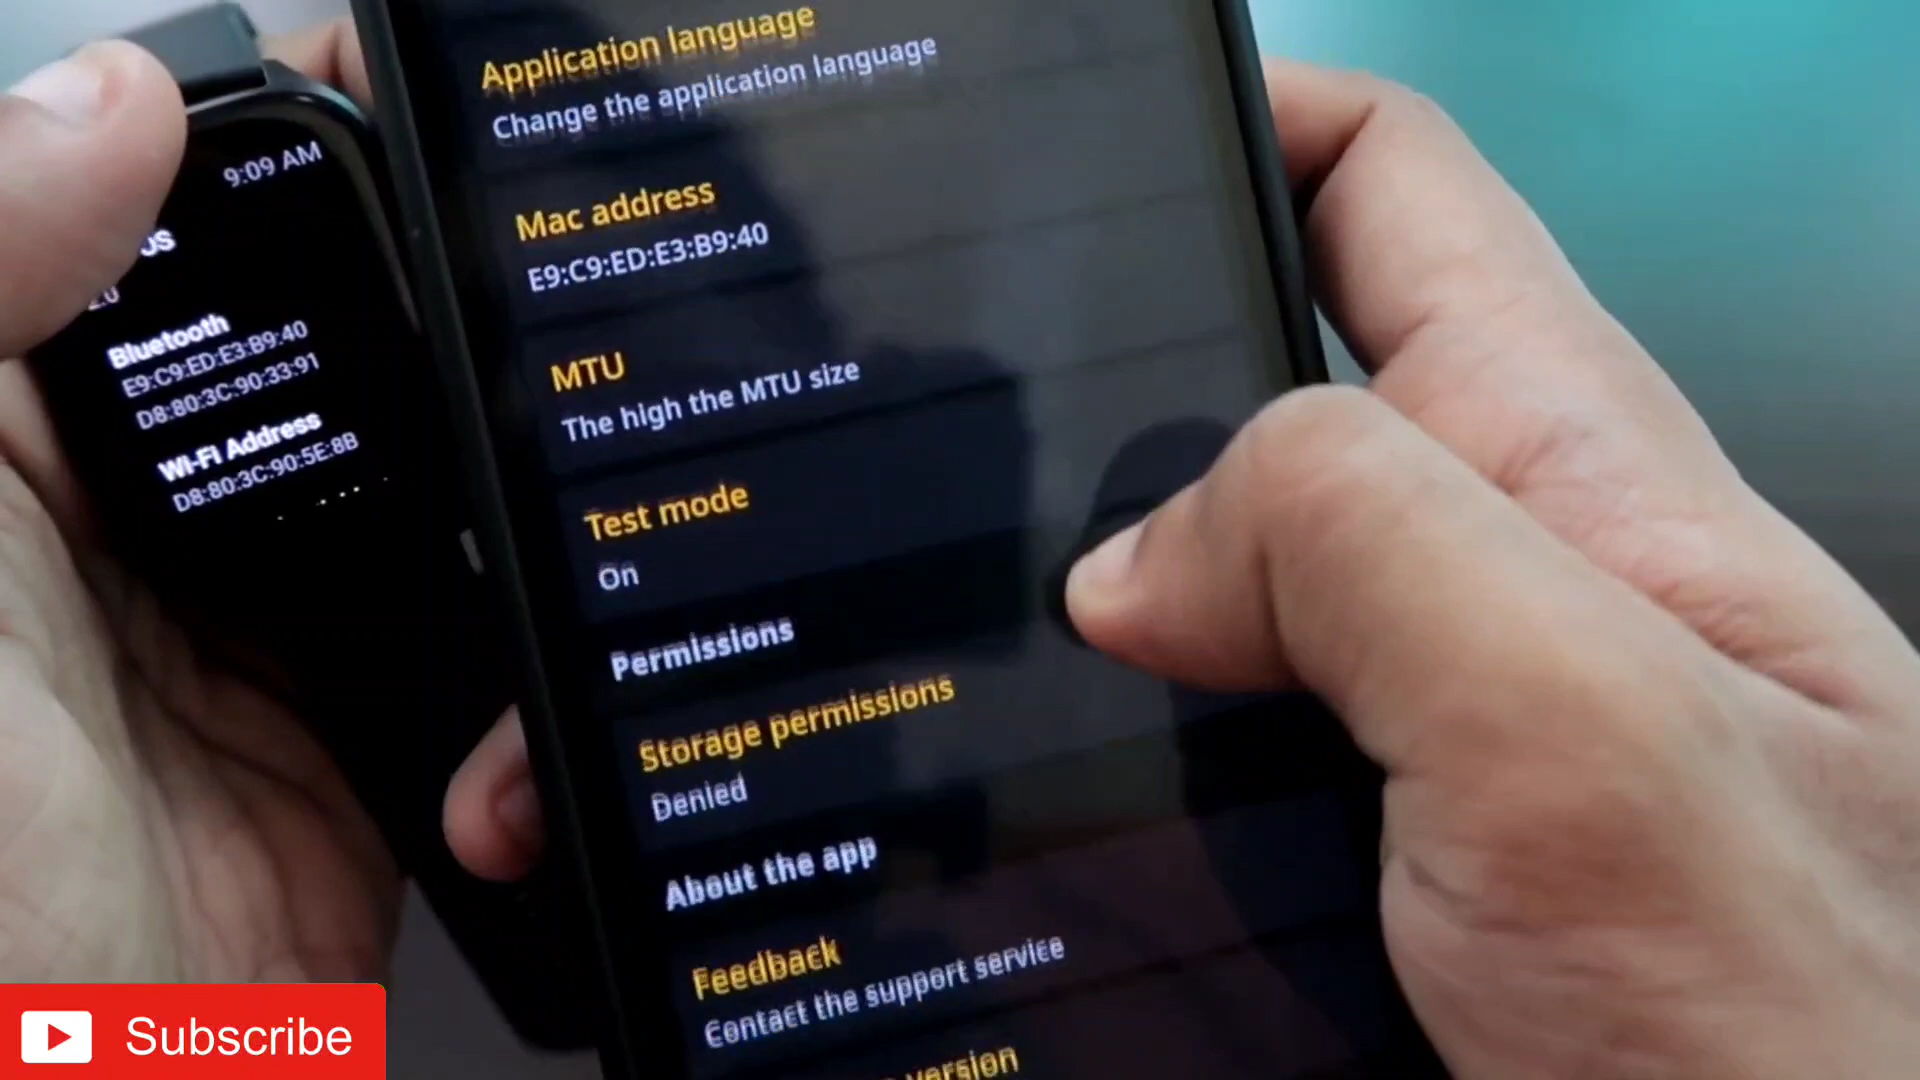 9:09 AM
2.0
Bluetooth
E9:C9:ED:E3:B9:40
D8:80:3C:90:33:91
Wi-Fi Address
D8:80:3C:90:5E:8B
Application language
Change the application language
Mac address
E9:C9:ED:E3:B9:40
MTU
The high the MTU size
Test mode
On
Permissions
Storage permissions
Denied
About the app
Feedback
Contact the support service
version
Subscribe